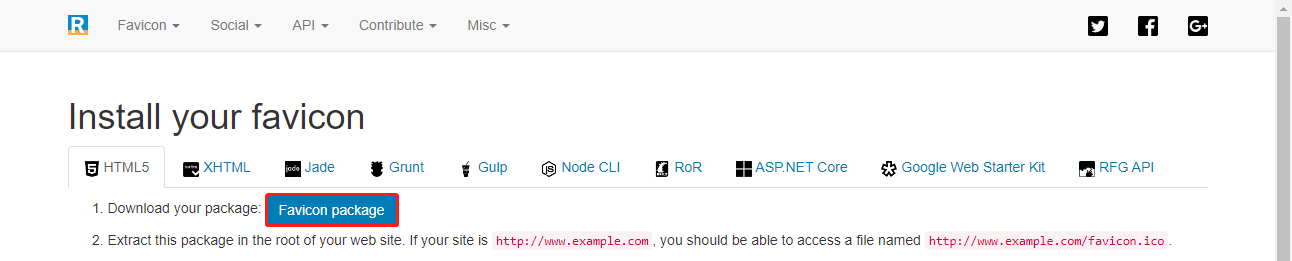 R Favicon Social API Contribute Misc
Install your favicon
HTML5 XHTML Jade Grunt Gulp Node CLI RoR ASP.NET Core Google Web Starter Kit RFG API
1. Download your package: Favicon package
2. Extract this package in the root of your web site. If your site is http://www.example.com, you should be able to access a file named http://www.example.com/favicon.ico.